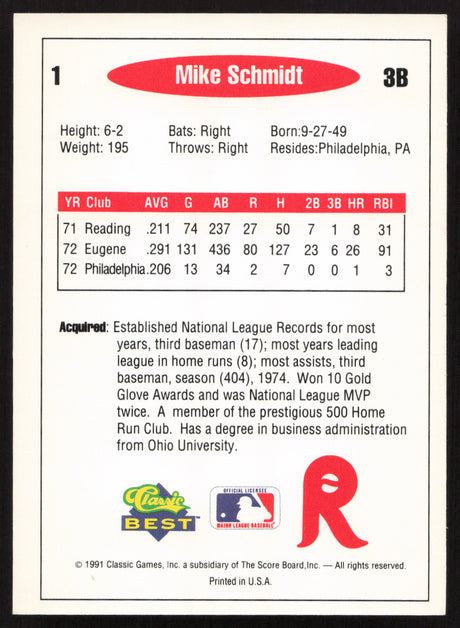 1 Mike Schmidt 3B
Height: 6-2 Bats: Right Born:9-27-49
Weight: 195 Throws: Right Resides:Philadelphia, PA
YR Club AVG G AB R H 2B 3B HR RBI
71 Reading .211 74 237 27 50 7 1 8 31
72 Eugene .291 131 436 80 127 23 6 26 91
72 Philadelphia.206 13 34 2 7 0 0 1 3
Acquired: Established National League Records for most
years, third baseman (17); most years leading
league in home runs (8); most assists, third
baseman, season (404), 1974. Won 10 Gold
Glove Awards and was National League MVP
twice. A member of the prestigious 500 Home
Run Club. Has a degree in business administration
from Ohio University.
Classic
BEST
OFFICIAL LICENSEE
MAJOR LEAGUE BASEBALL
R
© 1991 Classic Games, Inc. a subsidiary of The Score Board,Inc. — All rights reserved.
Printed in U.S.A.